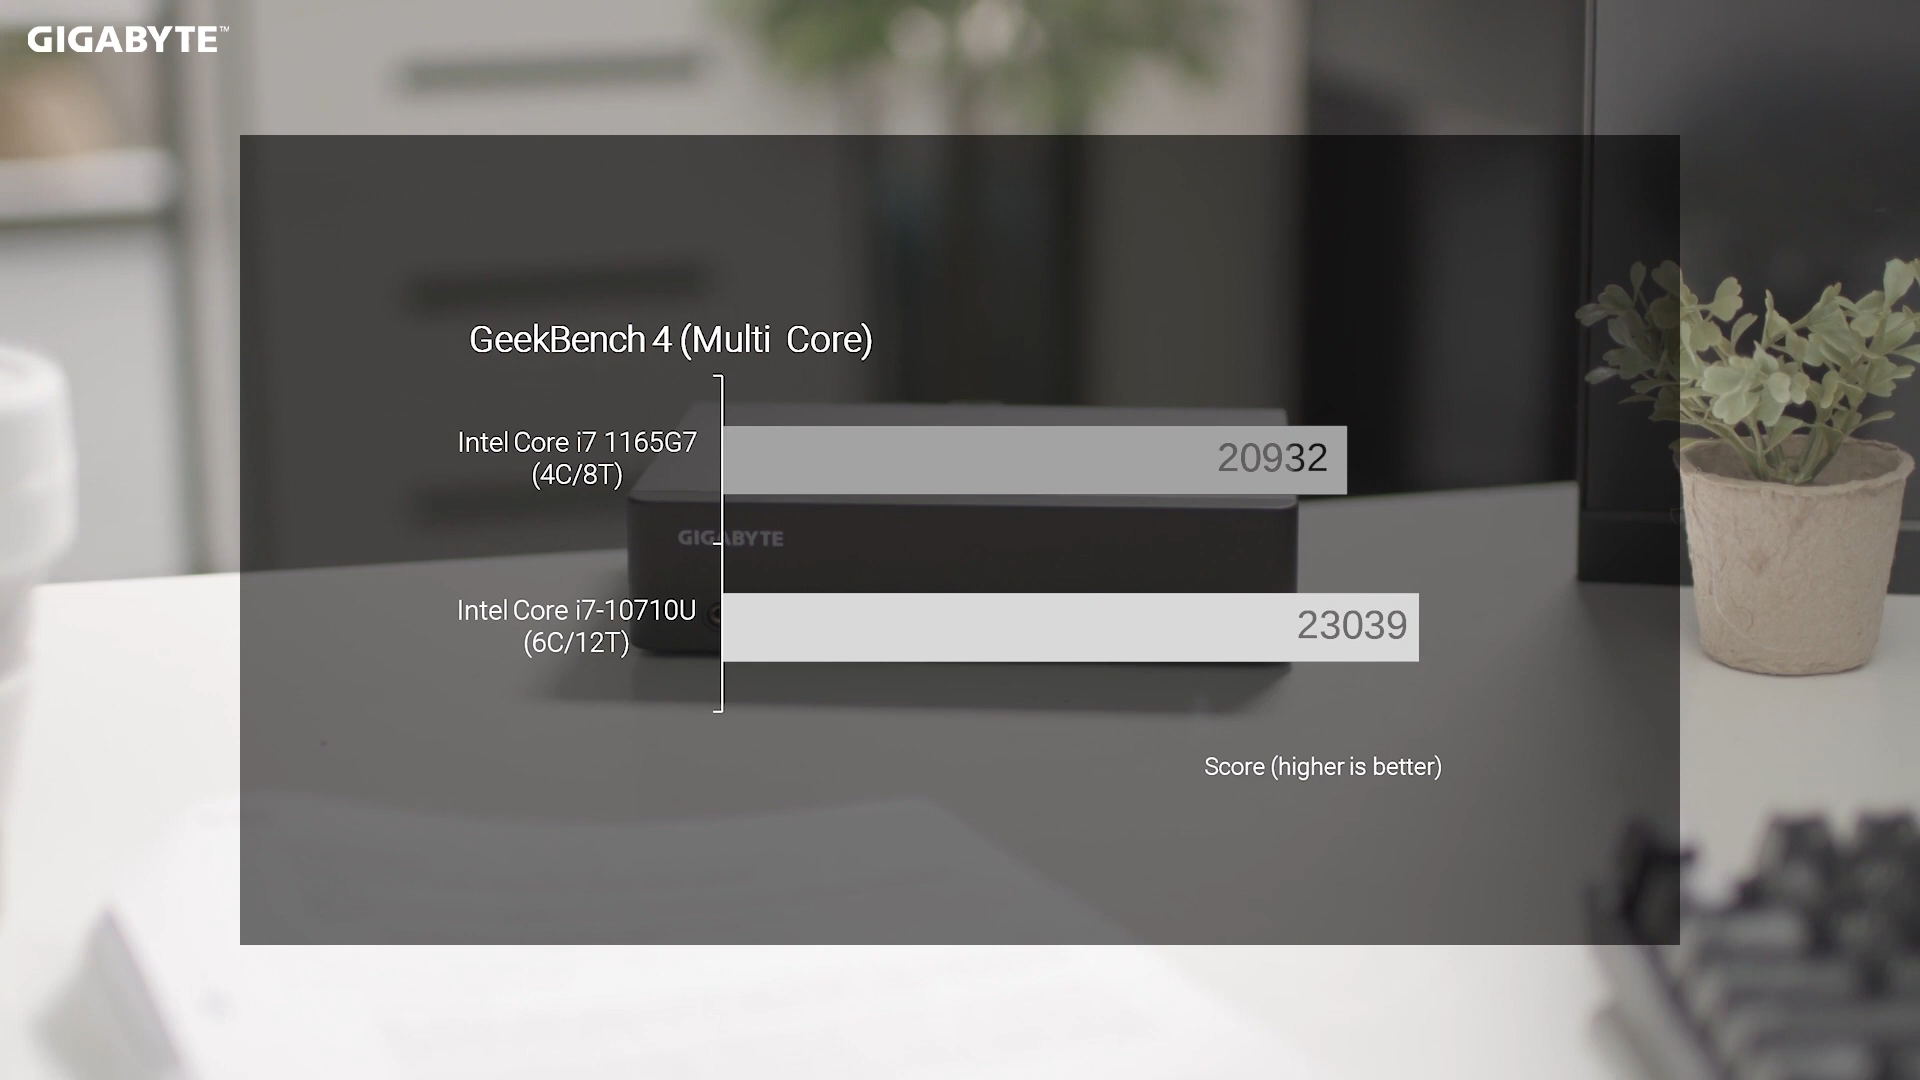 GIGABYTE™
GeekBench 4 (Multi Core)
Intel Core i7 1165G7
(4C/8T)
20932
GIGABYTE
Intel Core i7-10710U
(6C/12T)
23039
Score (higher is better)